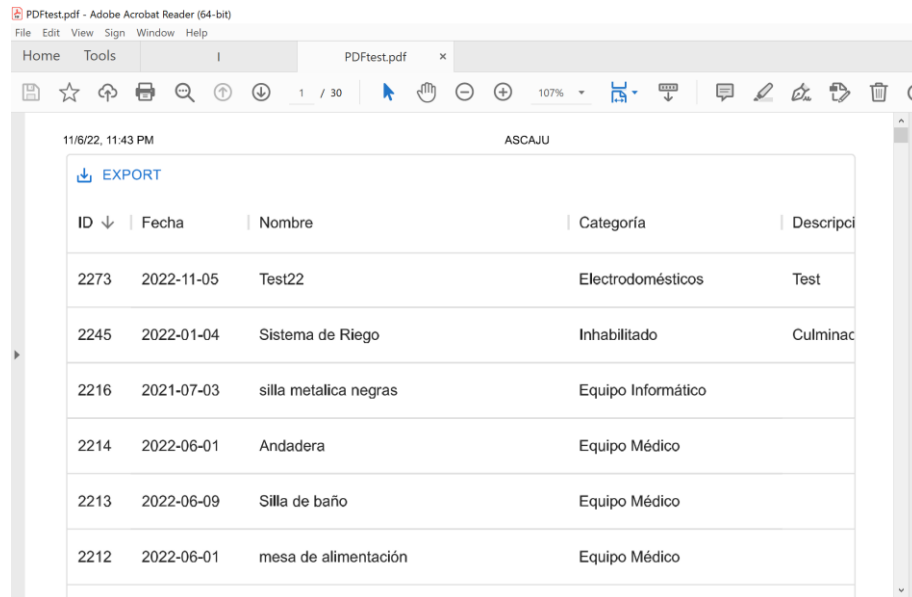 PDFtest.pdf - Adobe Acrobat Reader (64-bit)
File Edit View Sign Window Help
Home Tools I PDFtest.pdf ×
1 / 30 107%
11/6/22, 11:43 PM ASCAJU
EXPORT
ID Fecha Nombre Categoría Descripci
2273 2022-11-05 Test22 Electrodomésticos Test
2245 2022-01-04 Sistema de Riego Inhabilitado Culminac
2216 2021-07-03 silla metalica negras Equipo Informático
2214 2022-06-01 Andadera Equipo Médico
2213 2022-06-09 Silla de baño Equipo Médico
2212 2022-06-01 mesa de alimentación Equipo Médico